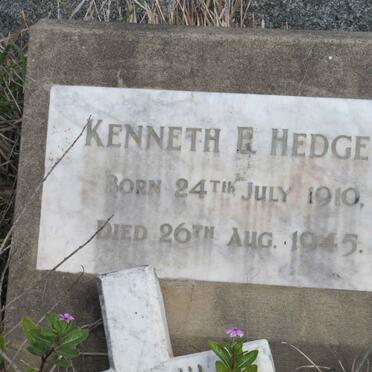 KENNETH E. HEDGE
BORN 24TH JULY 1910,
DIED 26TH AUG. 1945.